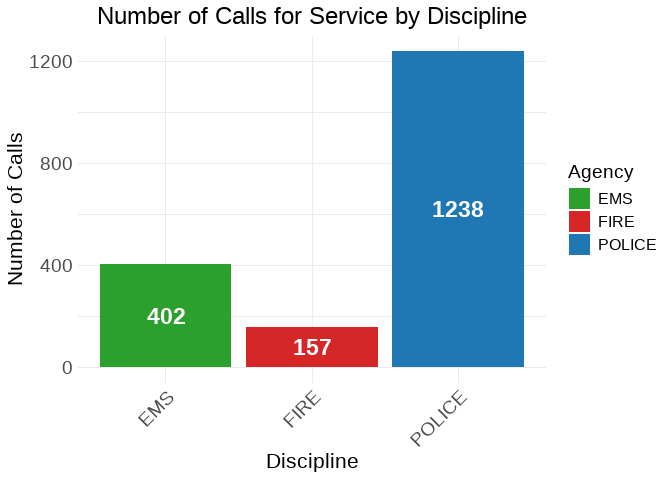 Number of Calls for Service by Discipline
Number of Calls
1200
800
400
0
402
157
1238
EMS
FIRE
POLICE
Discipline
Agency
EMS
FIRE
POLICE